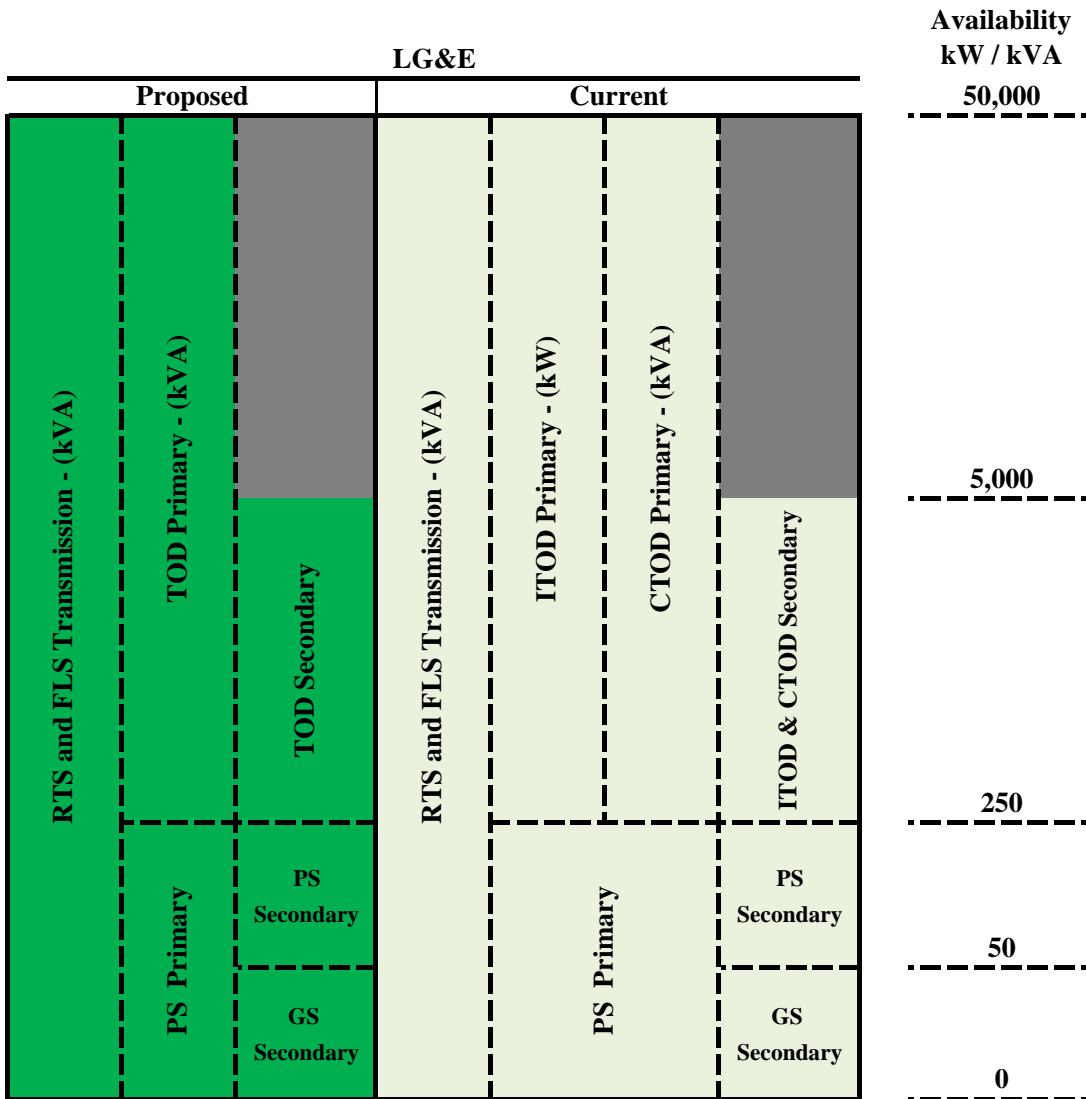 Availability
kW / kVA
LG&E
Proposed
Current
50,000
RTS and FLS Transmission - (kVA)
TOD Primary - (kVA)
TOD Secondary
RTS and FLS Transmission - (kVA)
ITOD Primary - (kW)
CTOD Primary - (kVA)
ITOD & CTOD Secondary
5,000
250
PS Primary
PS
Secondary
PS Primary
PS
Secondary
50
GS
Secondary
GS
Secondary
0